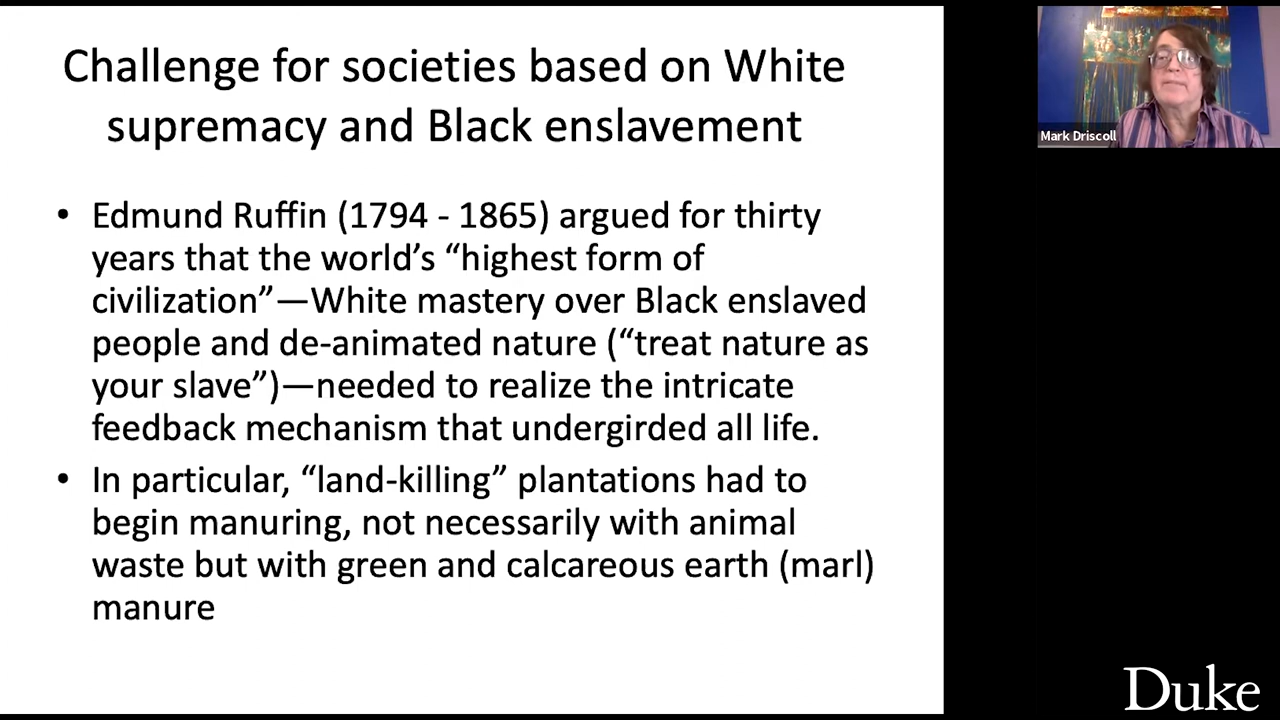 Challenge for societies based on White
supremacy and Black enslavement
• Edmund Ruffin (1794 - 1865) argued for thirty
years that the world’s “highest form of
civilization”—White mastery over Black enslaved
people and de-animated nature (“treat nature as
your slave”)—needed to realize the intricate
feedback mechanism that undergirded all life.
• In particular, “land-killing” plantations had to
begin manuring, not necessarily with animal
waste but with green and calcareous earth (marl)
manure
Mark Driscoll
Duke